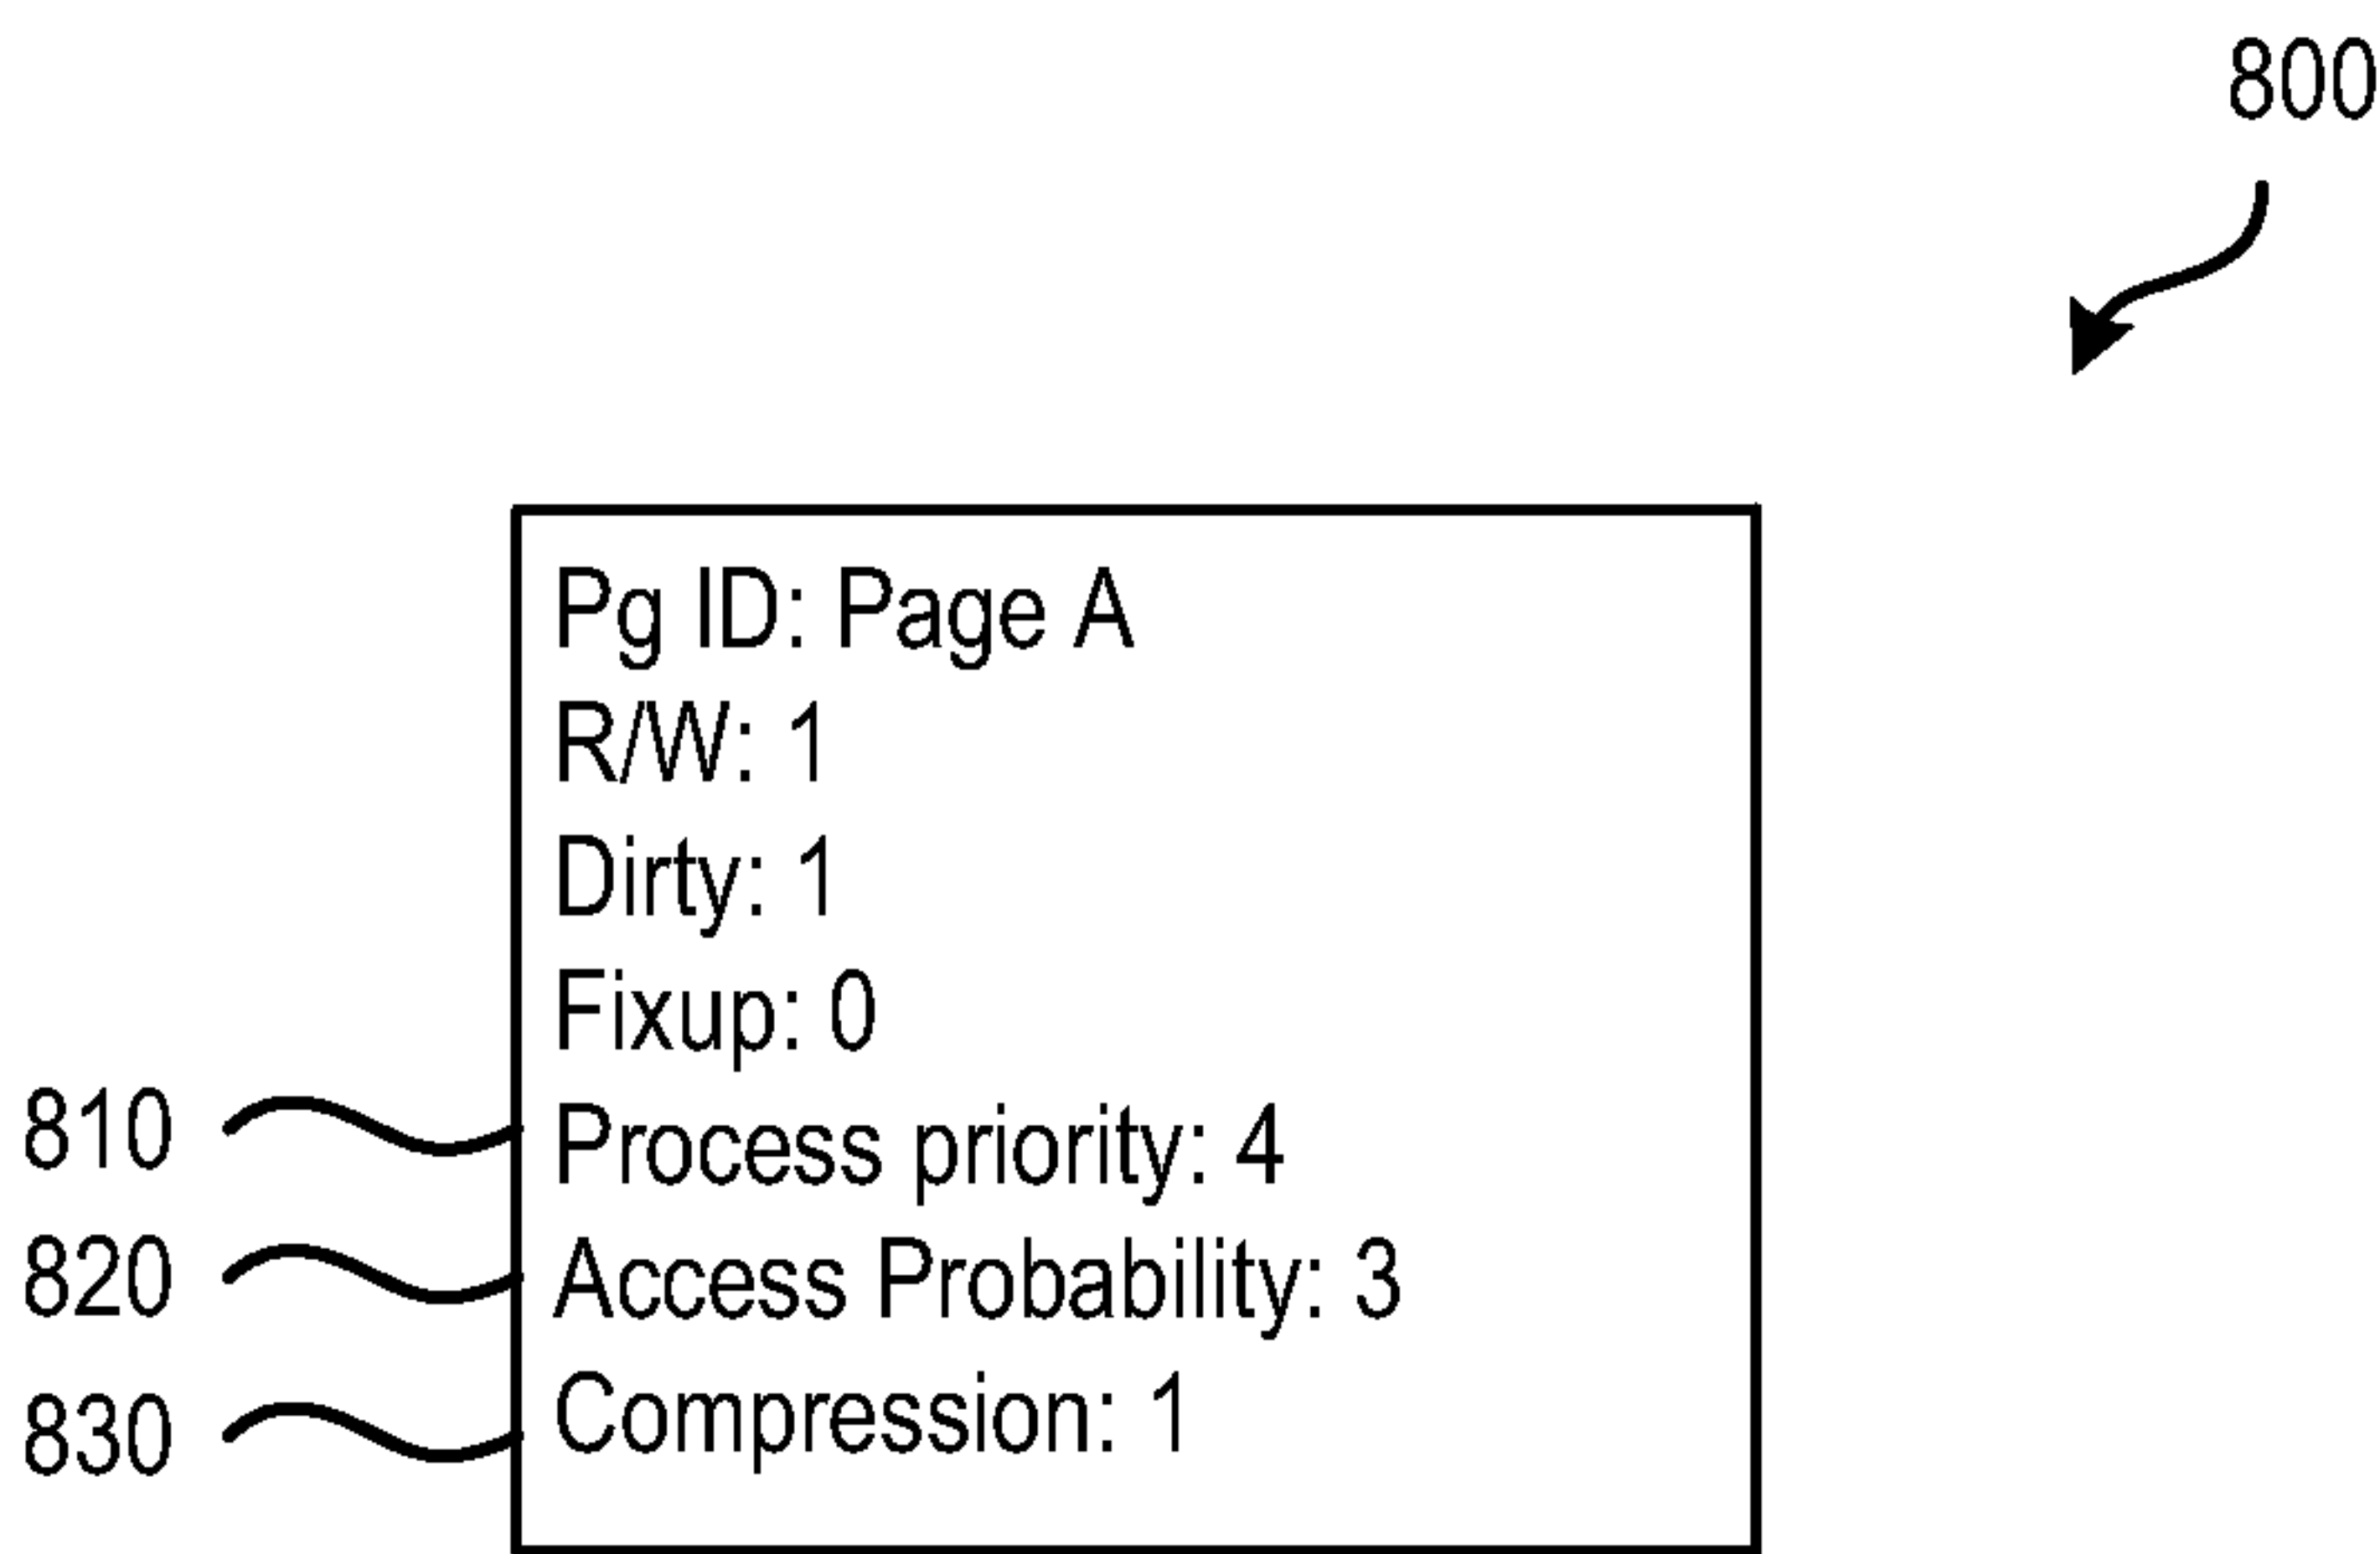 800
Pg ID: Page A
R/W: 1
Dirty: 1
Fixup: 0
810 Process priority: 4
820 Access Probability: 3
830 Compression: 1